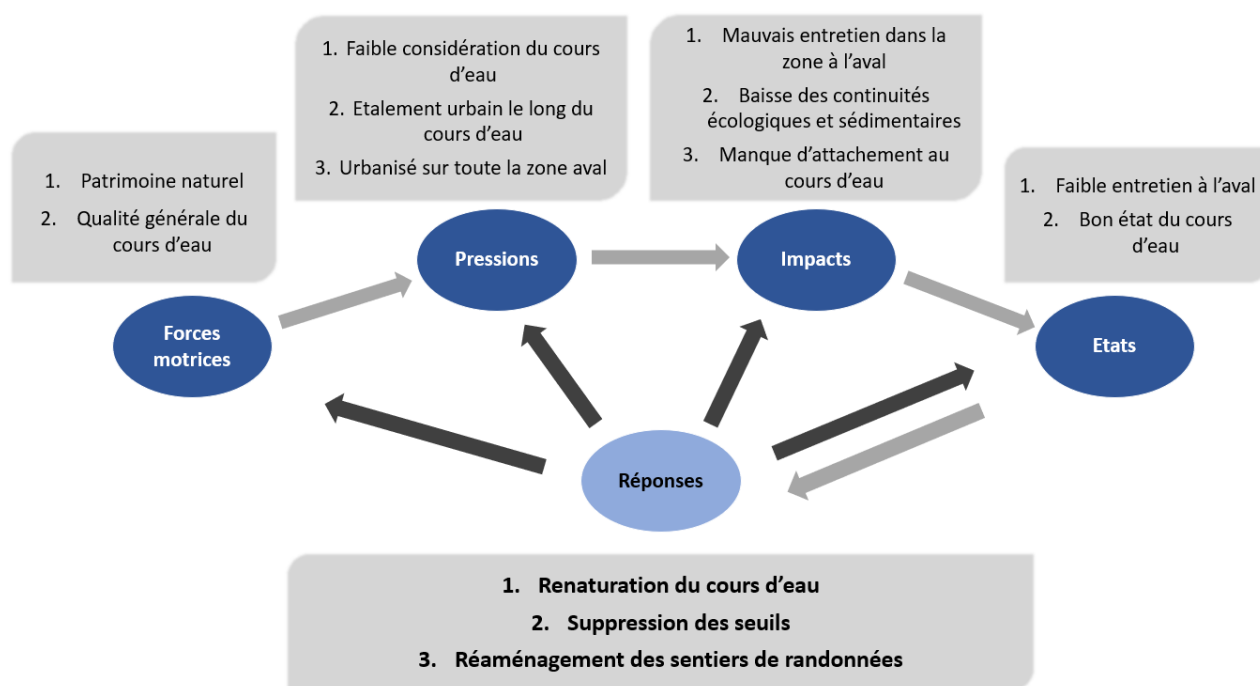 1. Patrimoine naturel
2. Qualité générale du
cours d'eau
1. Faible considération du cours
d'eau
2. Etalement urbain le long du
cours d'eau
3. Urbanisé sur toute la zone aval
1. Mauvais entretien dans la
zone à l'aval
2. Baisse des continuités
écologiques et sédimentaires
3. Manque d'attachement au
cours d'eau
1. Faible entretien à l'aval
2. Bon état du cours
d'eau
Forces
motrices
Pressions
Impacts
Etats
Réponses
1. Renaturation du cours d'eau
2. Suppression des seuils
3. Réaménagement des sentiers de randonnées